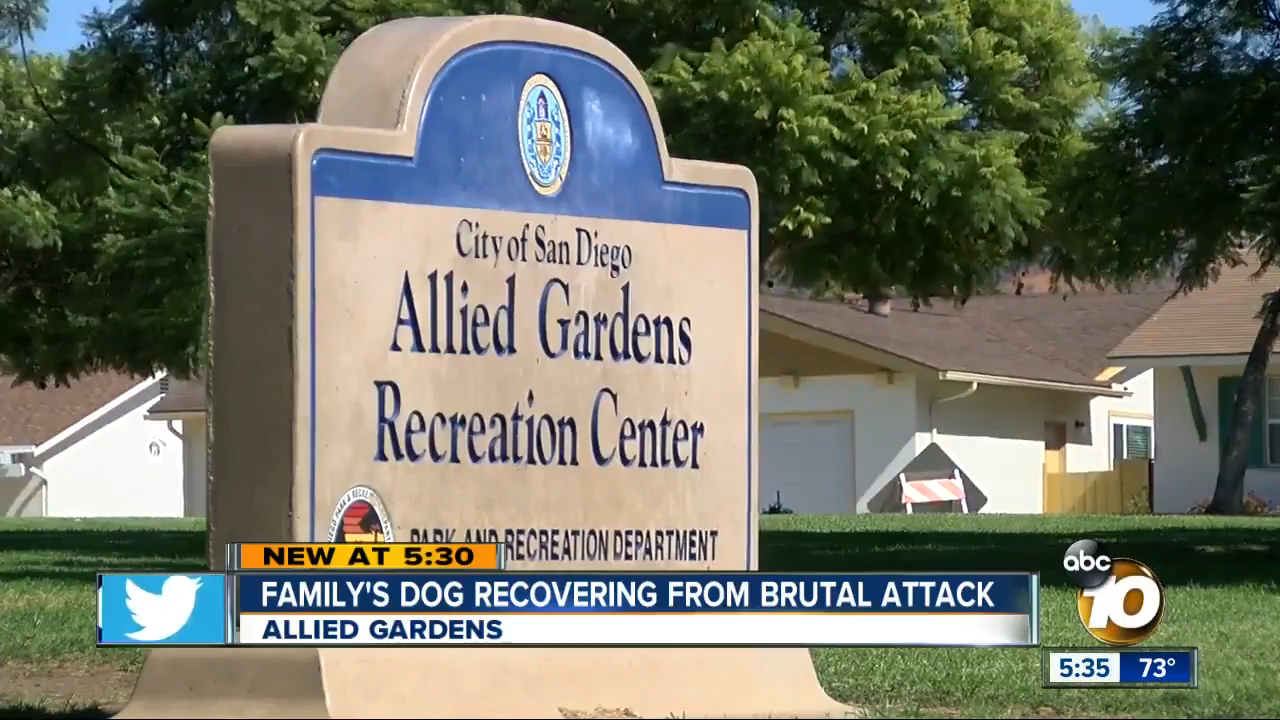 City of San Diego
Allied Gardens
Recreation Center
PARK AND RECREATION DEPARTMENT
NEW AT 5:30
FAMILY'S DOG RECOVERING FROM BRUTAL ATTACK
ALLIED GARDENS
abc
10
5:35 73°